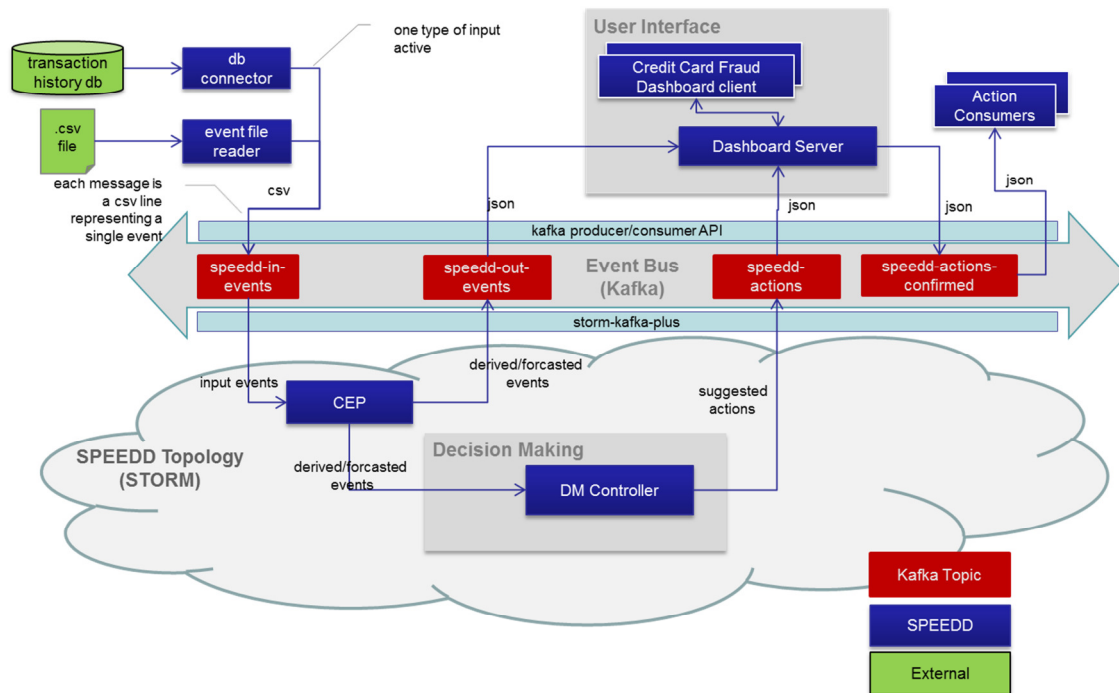 transaction
history db
db
connector
one type of input
active
User Interface
Credit Card Fraud
Dashboard client
Action
Consumers
.csv
file
event file
reader
Dashboard Server
each message is
a csv line
representing a
single event
csv
json
json
json
json
kafka producer/consumer API
speedd-in-
events
speedd-out-
events
Event Bus
(Kafka)
speedd-
actions
speedd-actions-
confirmed
storm-kafka-plus
input events
derived/forcasted
events
suggested
actions
CEP
SPEEDD Topology
(STORM)
derived/forcasted
events
Decision Making
DM Controller
Kafka Topic
SPEEDD
External